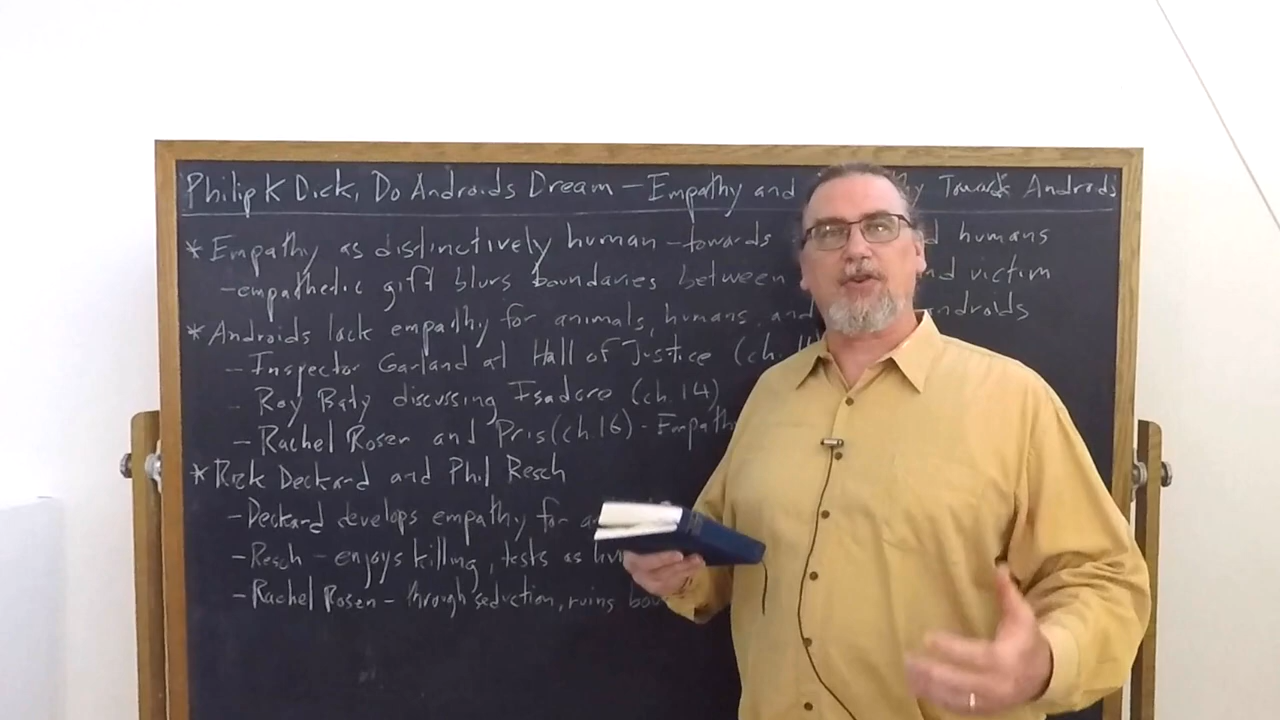 Philip K Dick, Do Androids Dream – Empathy and Towards Androids
* Empathy as distinctively human – towards humans
- empathetic gift blurs boundaries between and victim
* Androids lack empathy for animals, humans, and androids
- Inspector Garland at Hall of Justice (ch.
- Roy Baty discussing Isadore (ch. 14)
- Rachel Rosen and Pris (ch. 16) - Empath
* Rick Deckard and Phil Resch
- Deckard develops empathy for
- Resch – enjoys killing, tests as
- Rachel Rosen – through seduction, ruins